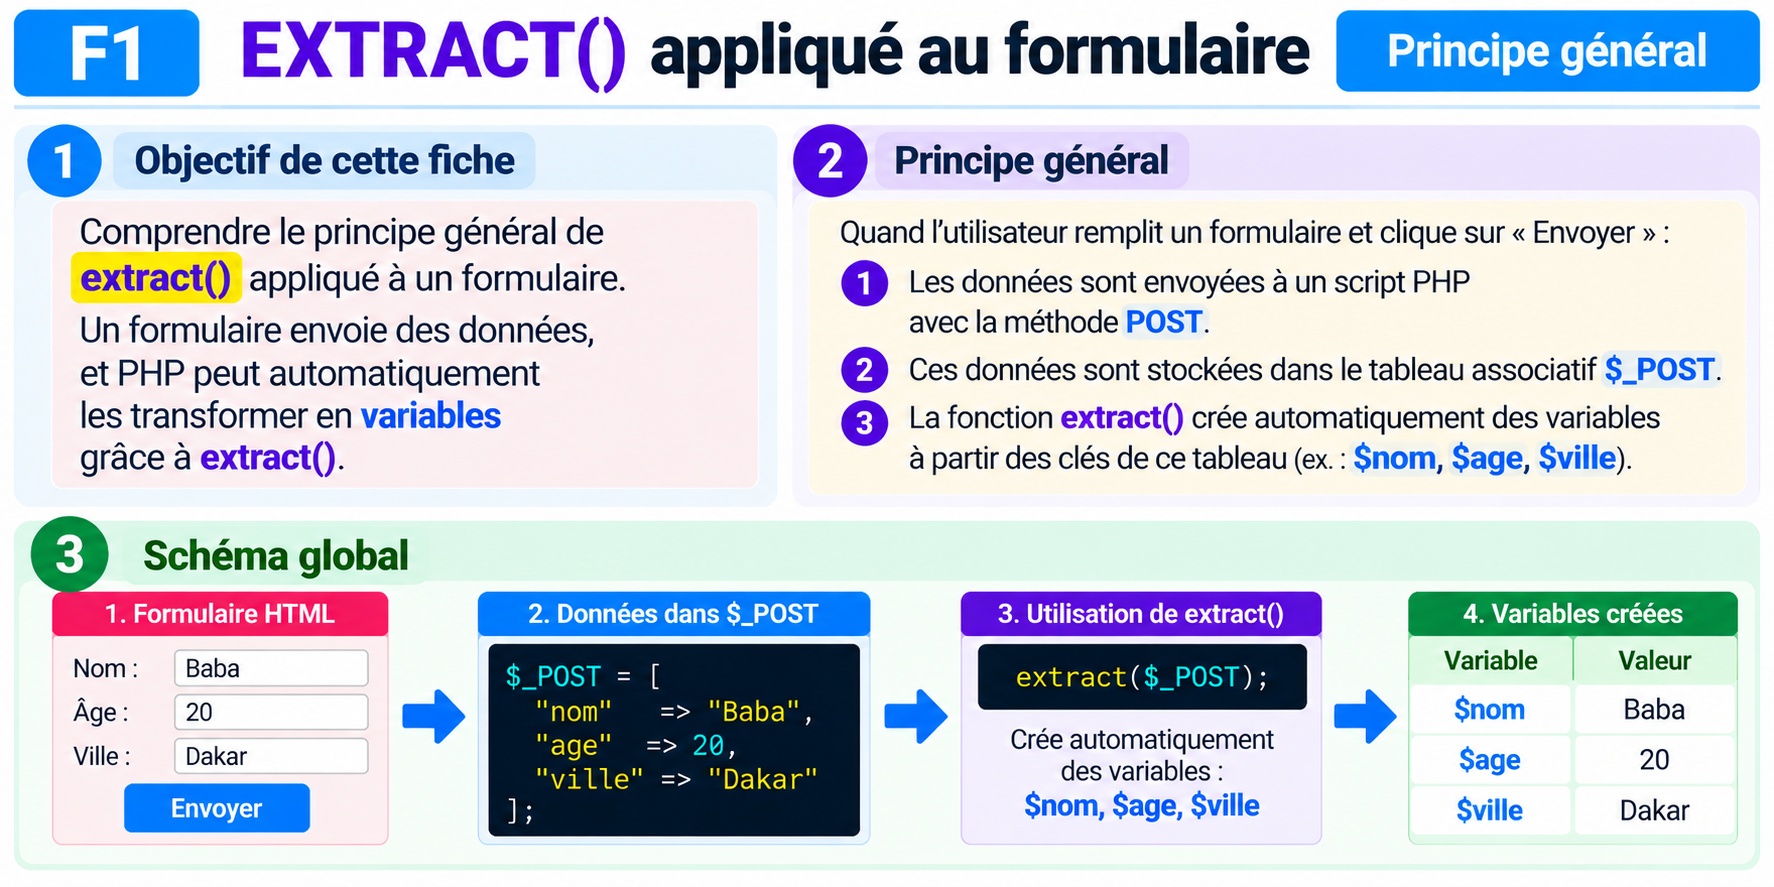 F1
EXTRACT() appliqué au formulaire
Principe général
1
Objectif de cette fiche
Comprendre le principe général de
extract() appliqué à un formulaire.
Un formulaire envoie des données,
et PHP peut automatiquement
les transformer en variables
grâce à extract().
2
Principe général
Quand l'utilisateur remplit un formulaire et clique sur « Envoyer » :
1 Les données sont envoyées à un script PHP
avec la méthode POST.
2 Ces données sont stockées dans le tableau associatif $_POST.
3 La fonction extract() crée automatiquement des variables
à partir des clés de ce tableau (ex. : $nom, $age, $ville).
3
Schéma global
1. Formulaire HTML
Nom : Baba
Âge : 20
Ville : Dakar
Envoyer
2. Données dans $_POST
$_POST = [
"nom" => "Baba",
"age" => 20,
"ville" => "Dakar"
];
3. Utilisation de extract()
extract($_POST);
Crée automatiquement
des variables :
$nom, $age, $ville
4. Variables créées
Variable Valeur
$nom Baba
$age 20
$ville Dakar